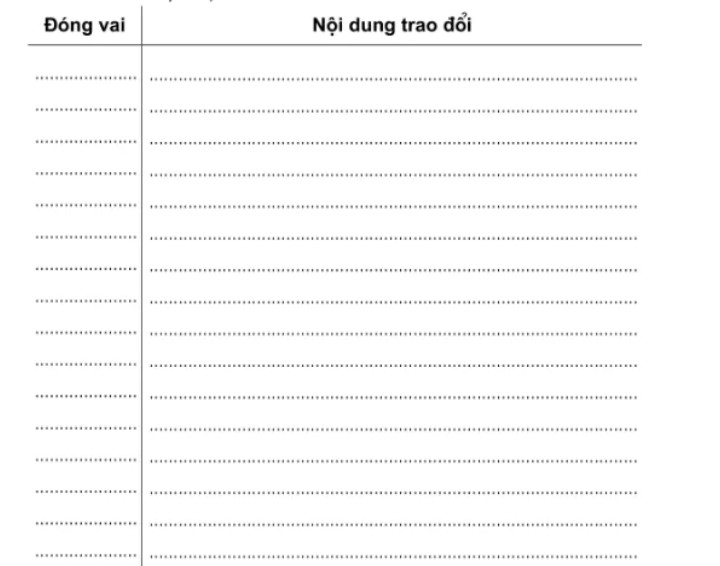 Đóng vai Nội dung trao đổi